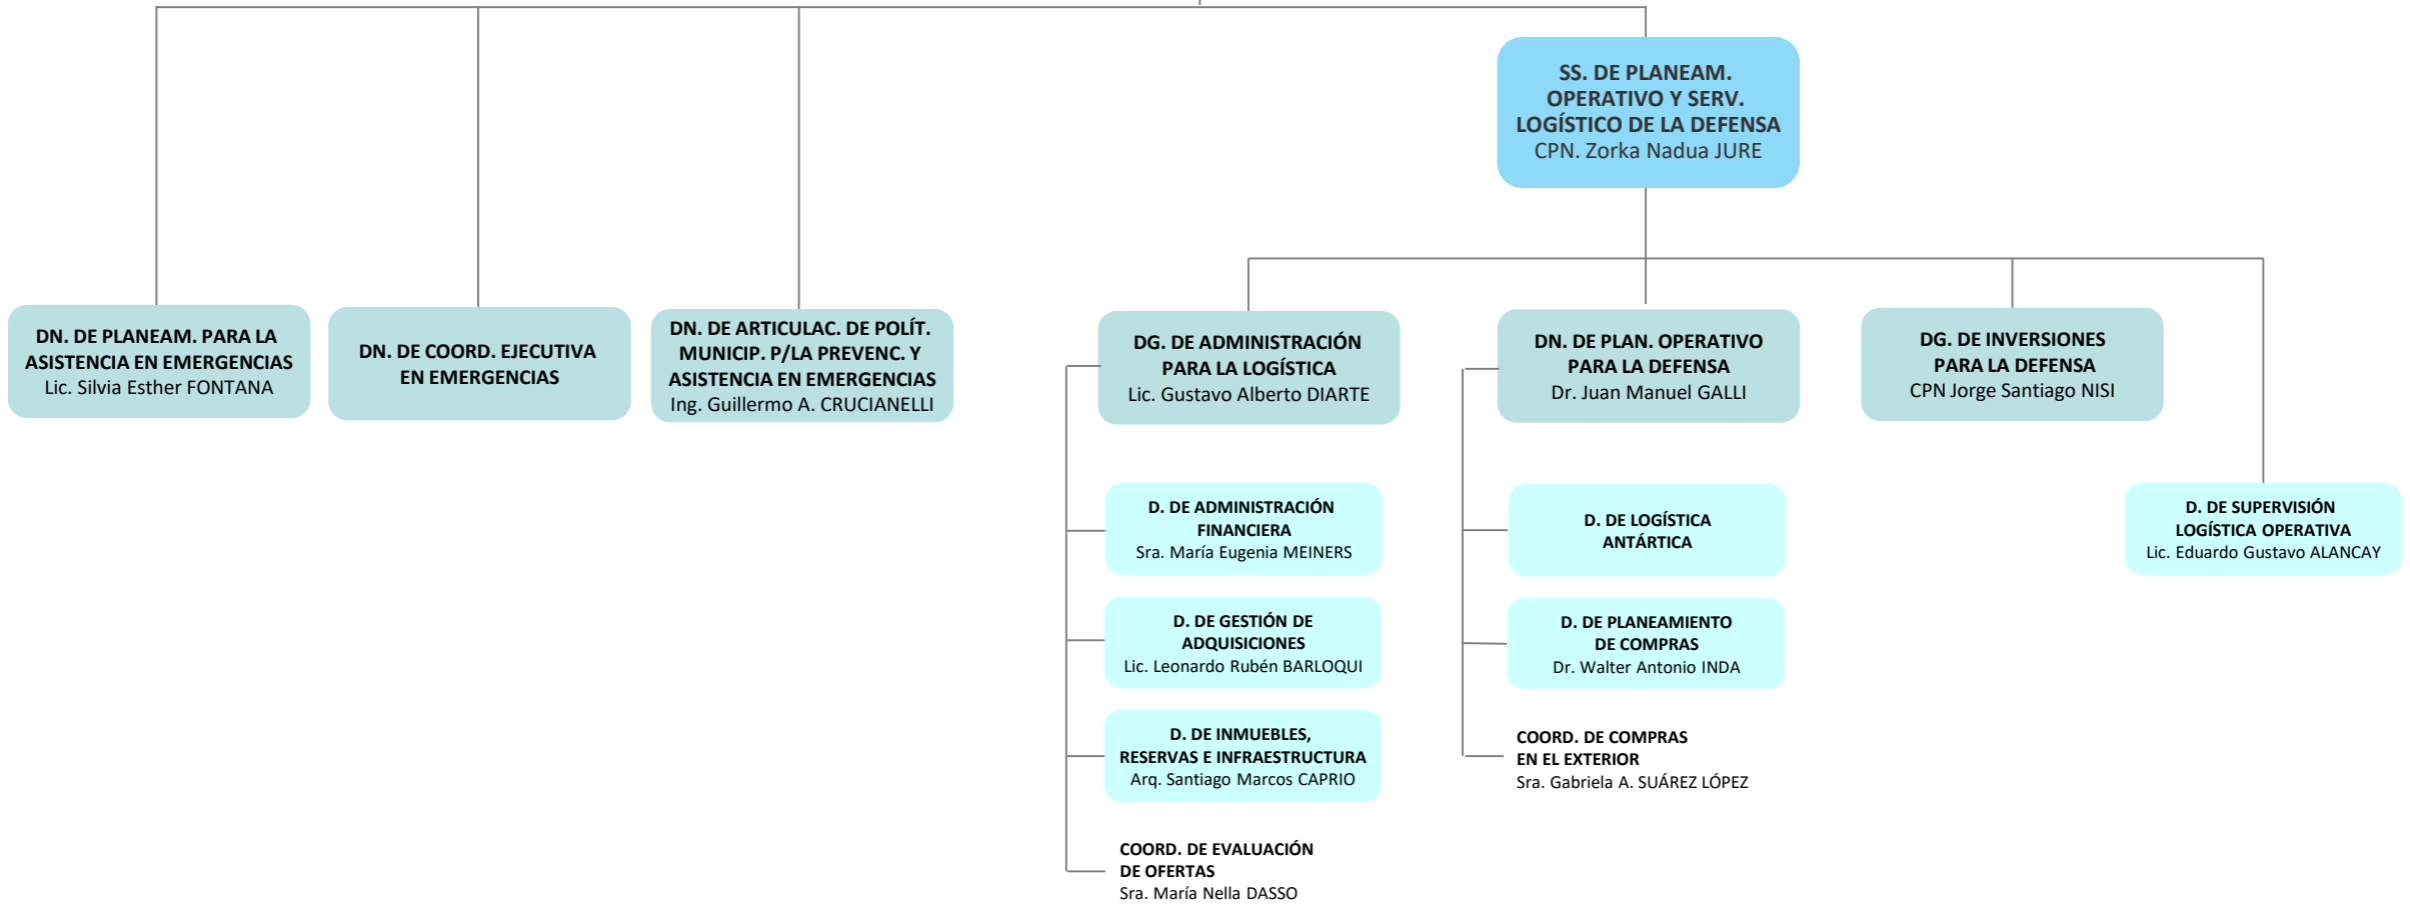 SS. DE PLANEAM.
OPERATIVO Y SERV.
LOGÍSTICO DE LA DEFENSA
CPN. Zorka Nadua JURE
DN. DE PLANEAM. PARA LA
ASISTENCIA EN EMERGENCIAS
Lic. Silvia Esther FONTANA
DN. DE COORD. EJECUTIVA
EN EMERGENCIAS
DN. DE ARTICULAC. DE POLÍT.
MUNICIP. P/LA PREVENC. Y
ASISTENCIA EN EMERGENCIAS
Ing. Guillermo A. CRUCIANELLI
DG. DE ADMINISTRACIÓN
PARA LA LOGÍSTICA
Lic. Gustavo Alberto DIARTE
DN. DE PLAN. OPERATIVO
PARA LA DEFENSA
Dr. Juan Manuel GALLI
DG. DE INVERSIONES
PARA LA DEFENSA
CPN Jorge Santiago NISI
D. DE ADMINISTRACIÓN
FINANCIERA
Sra. María Eugenia MEINERS
D. DE LOGÍSTICA
ANTÁRTICA
D. DE SUPERVISIÓN
LOGÍSTICA OPERATIVA
Lic. Eduardo Gustavo ALANCAY
D. DE GESTIÓN DE
ADQUISICIONES
Lic. Leonardo Rubén BARLOQUI
D. DE PLANEAMIENTO
DE COMPRAS
Dr. Walter Antonio INDA
D. DE INMUEBLES,
RESERVAS E INFRAESTRUCTURA
Arq. Santiago Marcos CAPRIO
COORD. DE COMPRAS
EN EL EXTERIOR
Sra. Gabriela A. SUÁREZ LÓPEZ
COORD. DE EVALUACIÓN
DE OFERTAS
Sra. María Nella DASSO